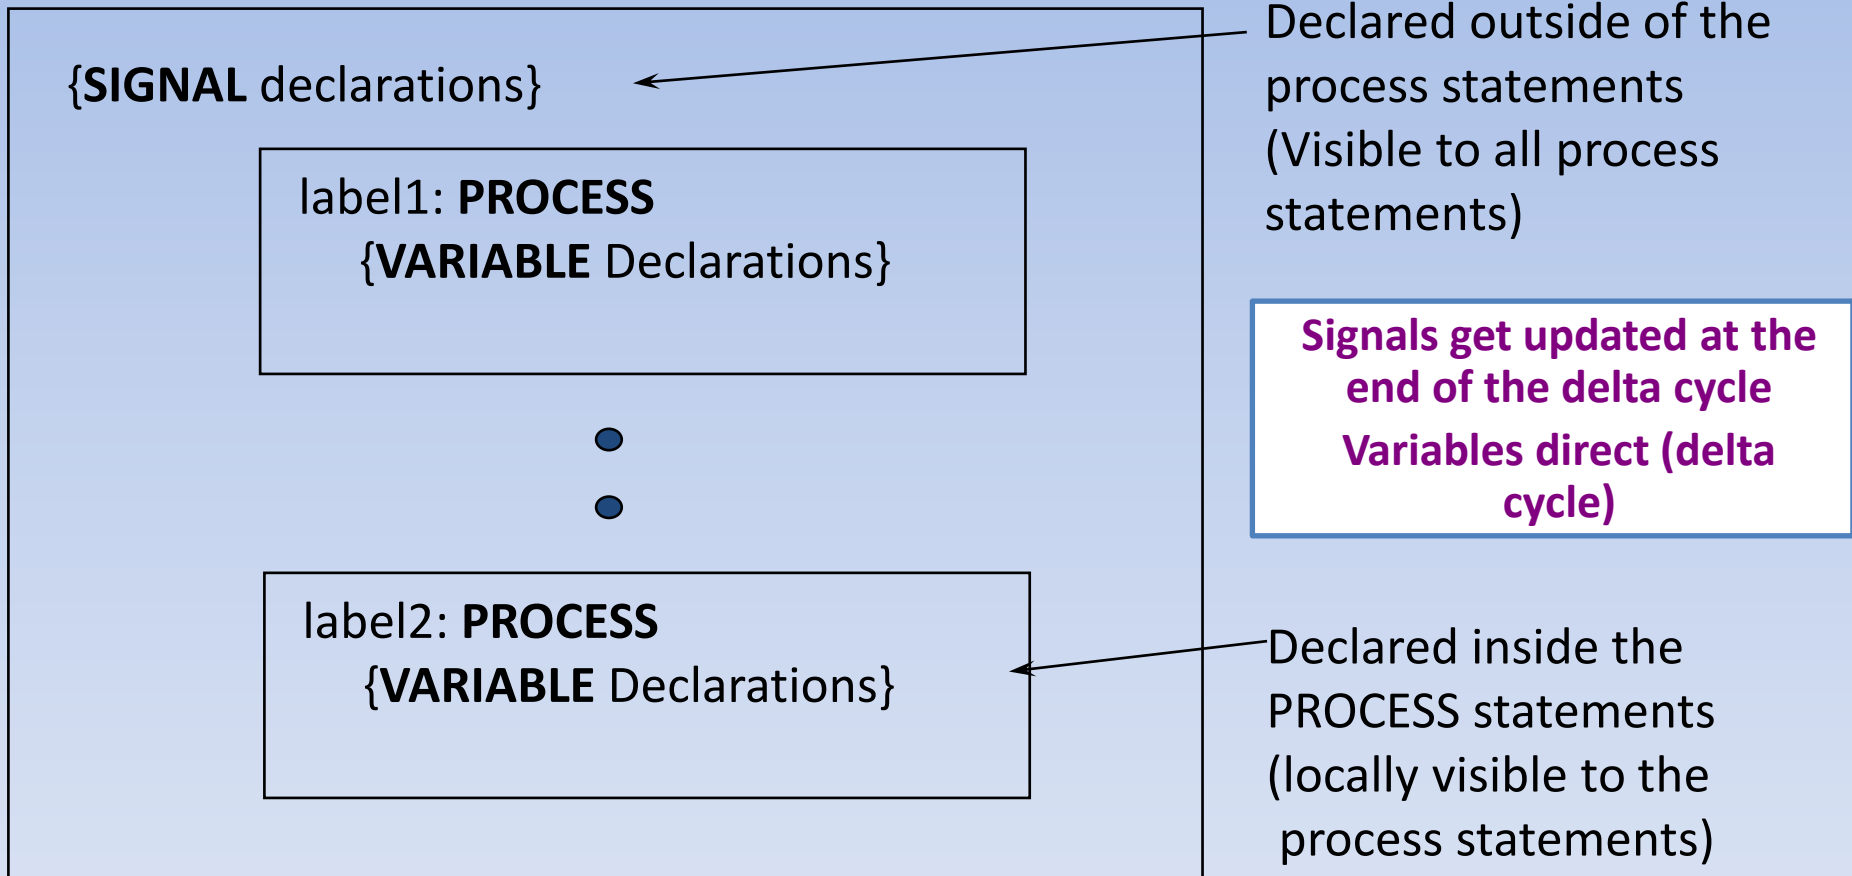 {SIGNAL declarations}
label1: PROCESS
{VARIABLE Declarations}
label2: PROCESS
{VARIABLE Declarations}
Declared outside of the
process statements
(Visible to all process
statements)
Signals get updated at the
end of the delta cycle
Variables direct (delta
cycle)
Declared inside the
PROCESS statements
(locally visible to the
process statements)